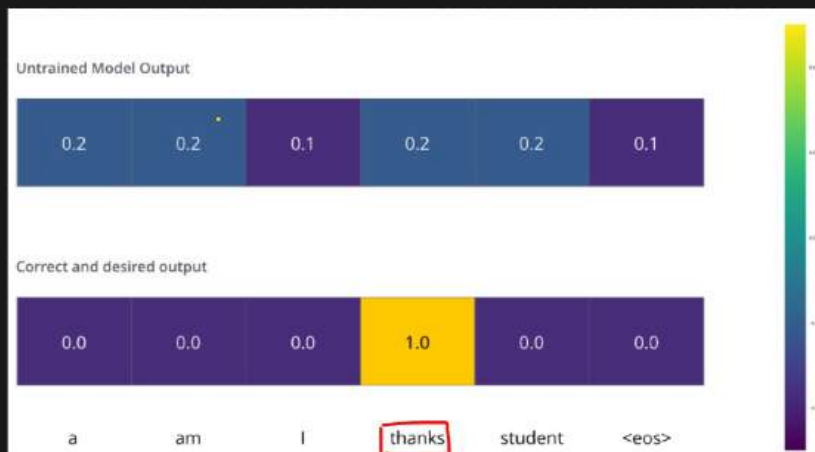 Untrained Model Output
0.2 0.2 0.1 0.2 0.2 0.1
Correct and desired output
0.0 0.0 0.0 1.0 0.0 0.0
a am I thanks student <eos>